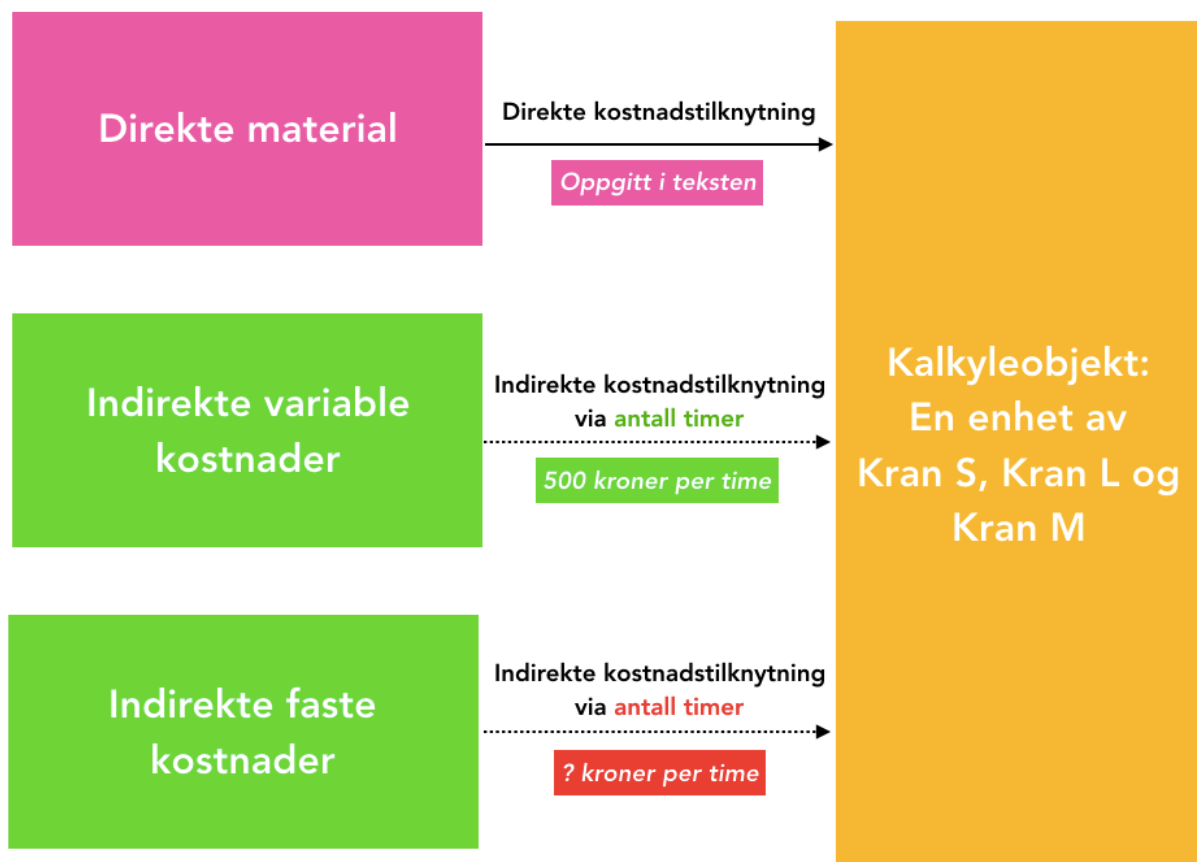 Direkte material
Direkte kostnadstilknytning
Oppgitt i teksten
Indirekte variable
kostnader
Indirekte kostnadstilknytning
via antall timer
500 kroner per time
Indirekte faste
kostnader
Indirekte kostnadstilknytning
via antall timer
? kroner per time
Kalkyleobjekt:
En enhet av
Kran S, Kran L og
Kran M